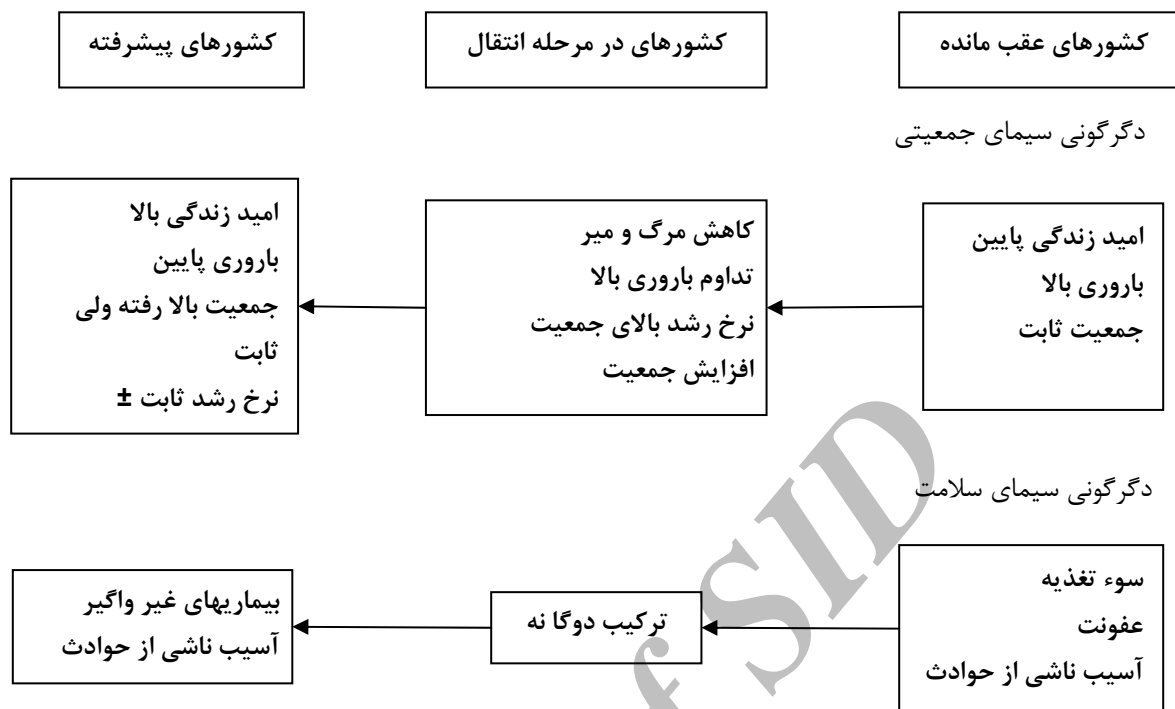 کشورهای عقب مانده
کشورهای در مرحله انتقال
کشورهای پیشرفته
دگرگونی سیمای جمعیتی
امید زندگی پایین
باروری بالا
جمعیت ثابت
کاهش مرگ و میر
تداوم باروری بالا
نرخ رشد بالای جمعیت
افزایش جمعیت
امید زندگی بالا
باروری پایین
جمعیت بالا رفته ولی
ثابت
نرخ رشد ثابت ±
دگرگونی سیمای سلامت
سوء تغذیه
عفونت
آسیب ناشی از حوادث
ترکیب دوگا نه
بیماریهای غیر واگیر
آسیب ناشی از حوادث
f SID